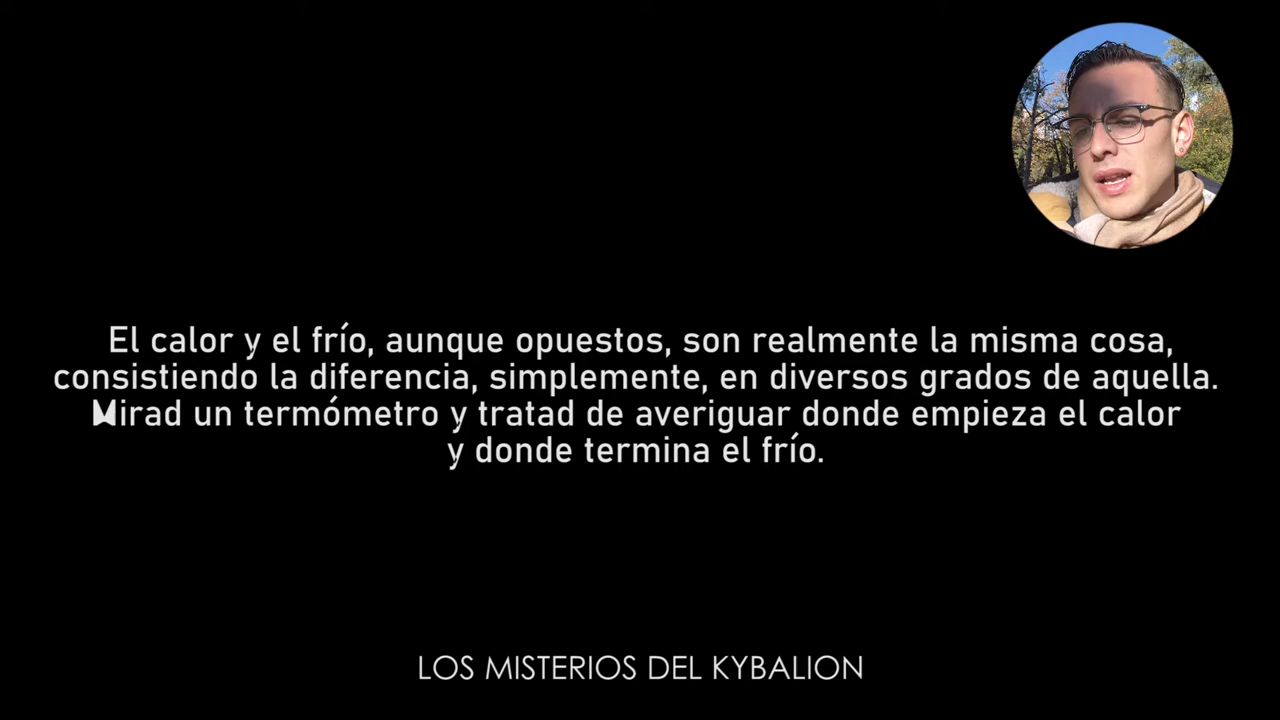 El calor y el frío, aunque opuestos, son realmente la misma cosa,
consistiendo la diferencia, simplemente, en diversos grados de aquella.
Mirad un termómetro y tratad de averiguar donde empieza el calor
y donde termina el frío.
LOS MISTERIOS DEL KYBALION